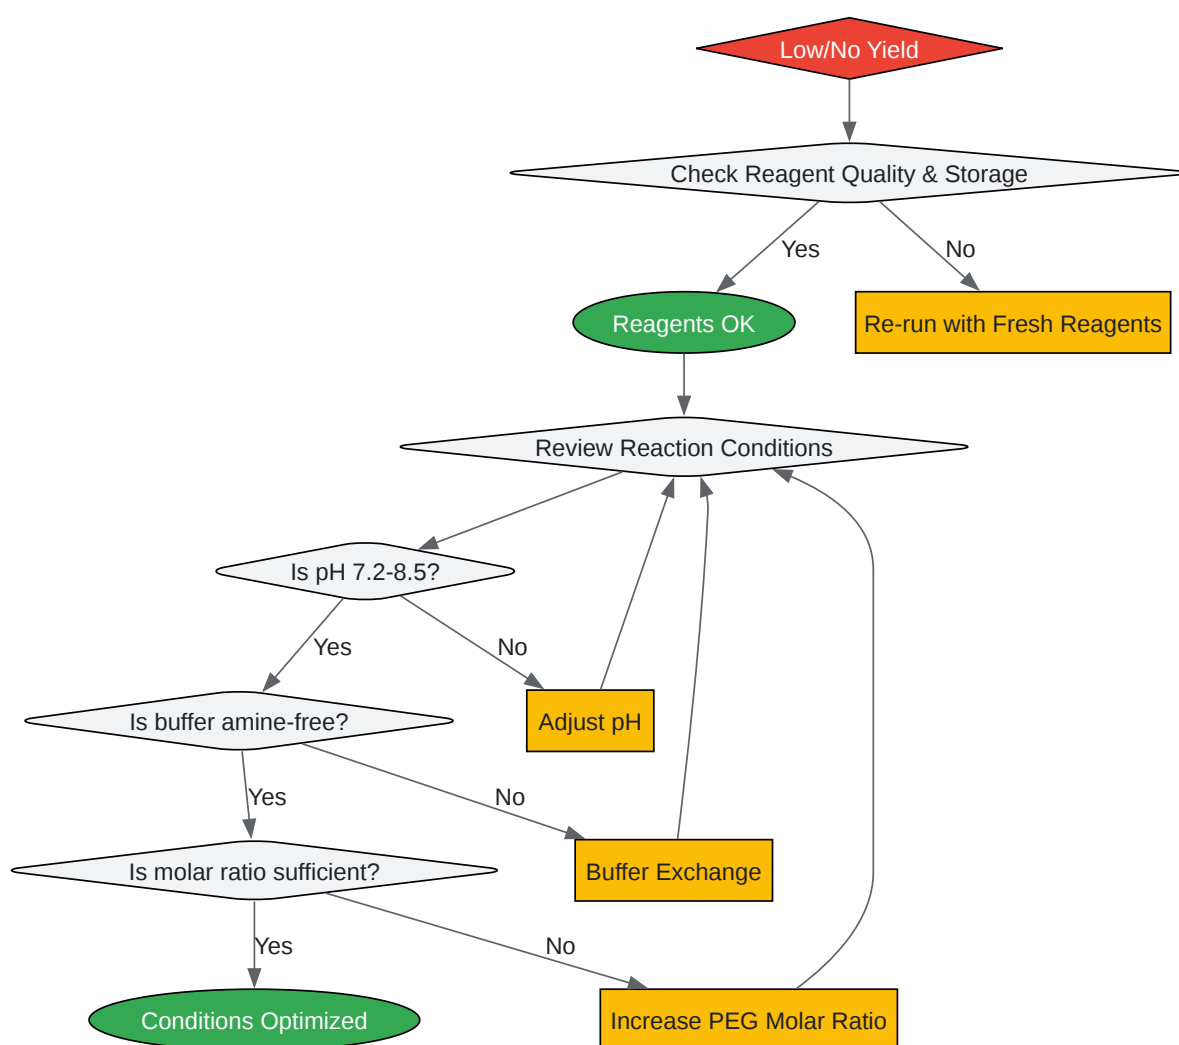 Low/No Yield
Check Reagent Quality & Storage
Yes
No
Reagents OK
Re-run with Fresh Reagents
Review Reaction Conditions
Is pH 7.2-8.5?
Yes
No
Is buffer amine-free?
Adjust pH
Yes
No
Is molar ratio sufficient?
Buffer Exchange
Yes
No
Conditions Optimized
Increase PEG Molar Ratio